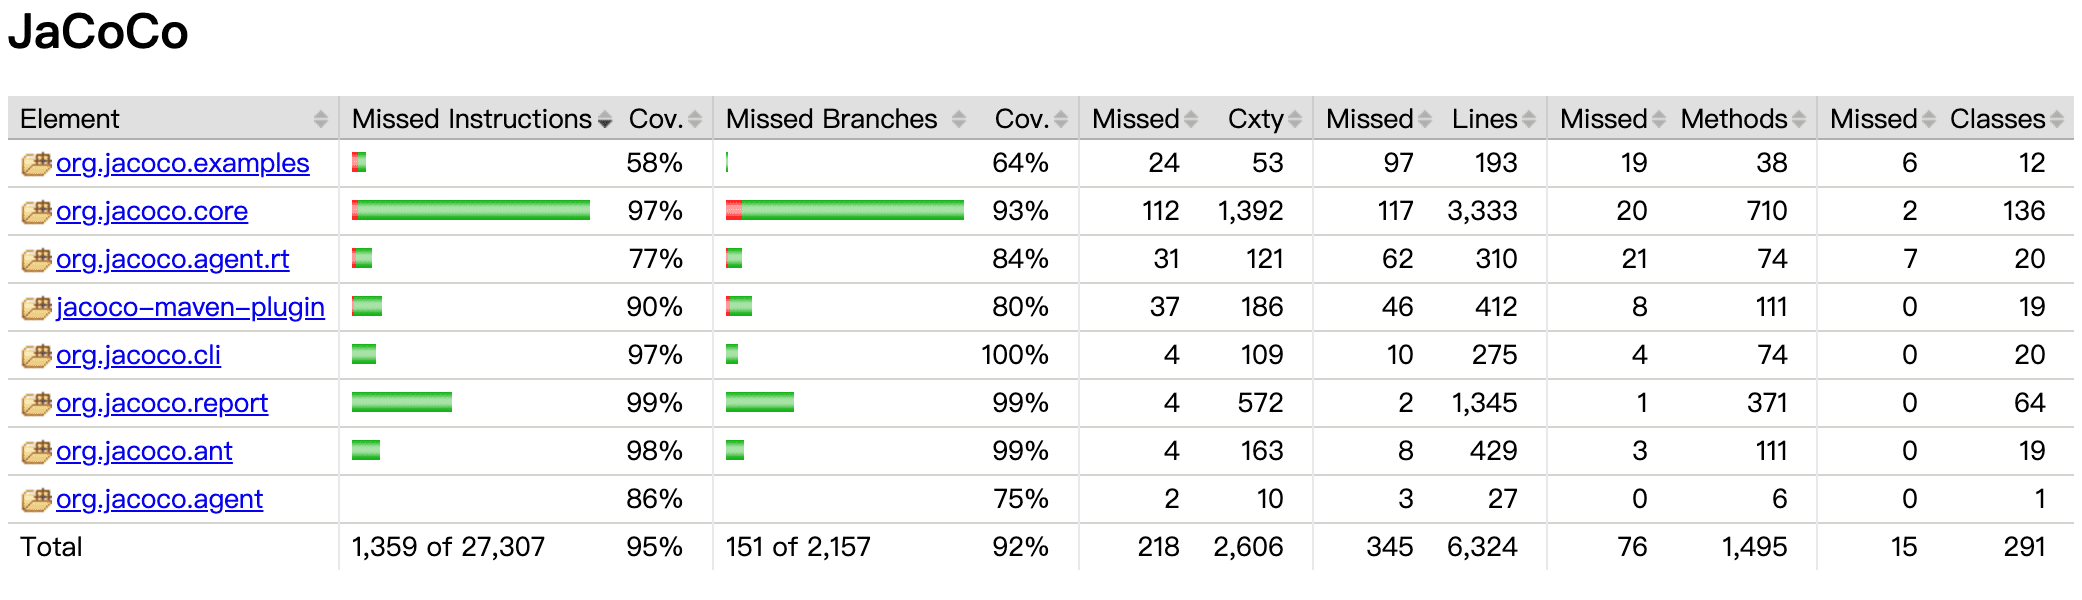 JaCoCo
Element Missed Instructions Cov. Missed Branches Cov. Missed Cxty Missed Lines Missed Methods Missed Classes
org.jacoco.examples 58% 64% 24 53 97 193 19 38 6 12
org.jacoco.core 97% 93% 112 1,392 117 3,333 20 710 2 136
org.jacoco.agent.rt 77% 84% 31 121 62 310 21 74 7 20
jacoco-maven-plugin 90% 80% 37 186 46 412 8 111 0 19
org.jacoco.cli 97% 100% 4 109 10 275 4 74 0 20
org.jacoco.report 99% 99% 4 572 2 1,345 1 371 0 64
org.jacoco.ant 98% 99% 4 163 8 429 3 111 0 19
org.jacoco.agent 86% 75% 2 10 3 27 0 6 0 1
Total 1,359 of 27,307 95% 151 of 2,157 92% 218 2,606 345 6,324 76 1,495 15 291